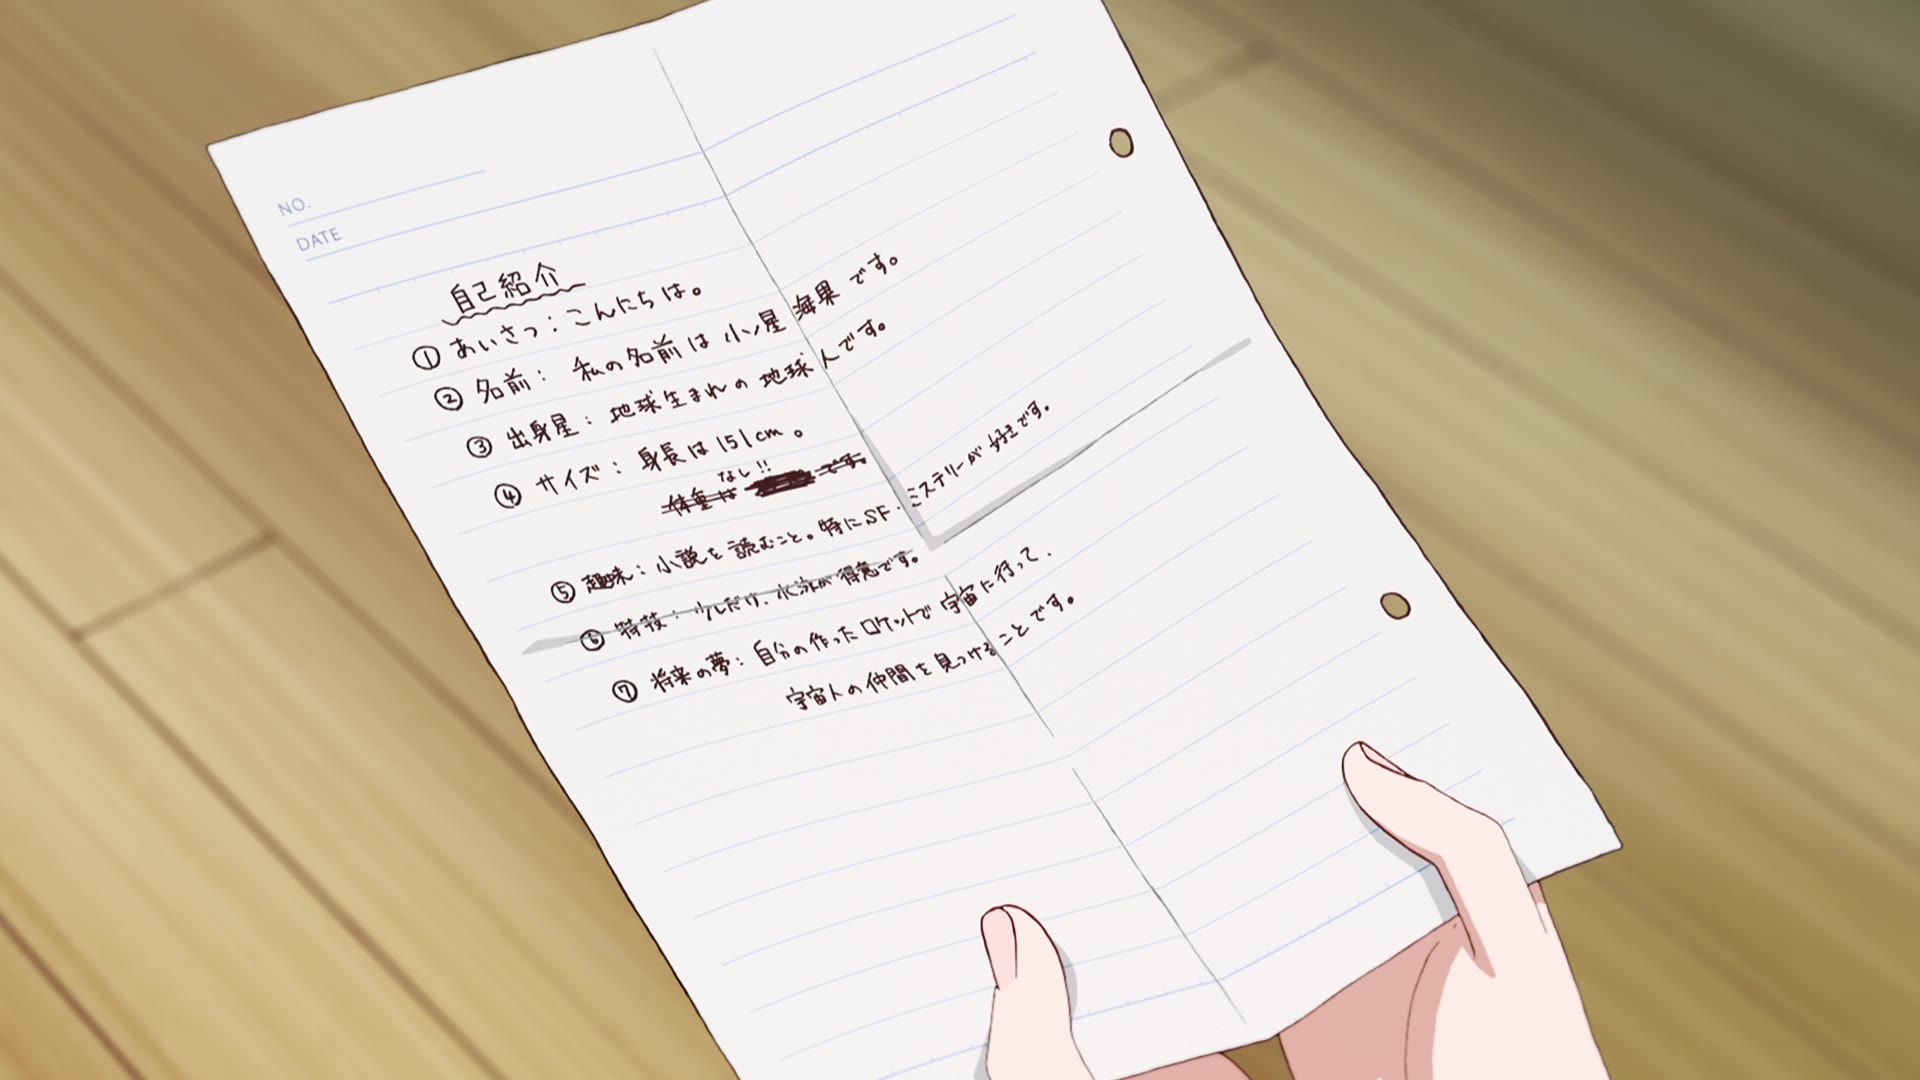 NO.
DATE
自己紹介
① あいさつ：こんにちは。
② 名前： 私の名前は 小ノ星 海果 です。
③ 出身星： 地球生まれの 地球人です。
④ サイズ： 身長は 151cm 。
なし!!
体重は です。
⑤ 趣味：小説を読むこと。特にSF・ミステリーが好きです。
⑥ 特技：少しだけ、水泳が得意です。
⑦ 将来の夢：自分の作ったロケットで宇宙に行って、
宇宙人の仲間を見つけることです。